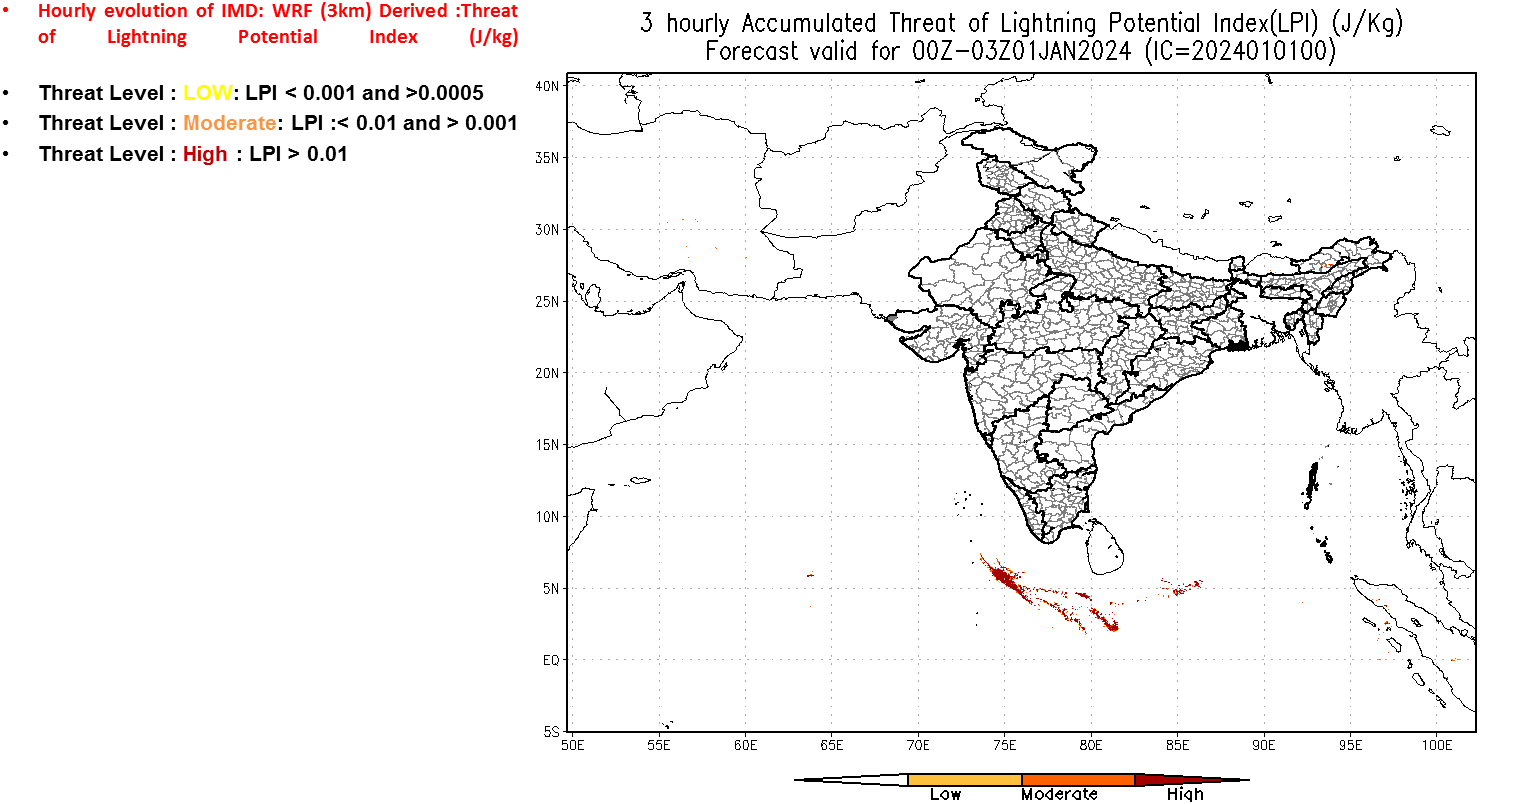 • Hourly evolution of IMD: WRF (3km) Derived :Threat
of Lightning Potential Index (J/kg)
• Threat Level : LOW: LPI < 0.001 and >0.0005
• Threat Level : Moderate: LPI :< 0.01 and > 0.001
• Threat Level : High : LPI > 0.01
3 hourly Accumulated Threat of Lightning Potential Index(LPI) (J/Kg)
Forecast valid for 00Z-03Z01JAN2024 (IC=2024010100)
40N
35N
30N
25N
20N
15N
10N
5N
EQ
5S
50E 55E 60E 65E 70E 75E 80E 85E 90E 95E 100E
Low Moderate High